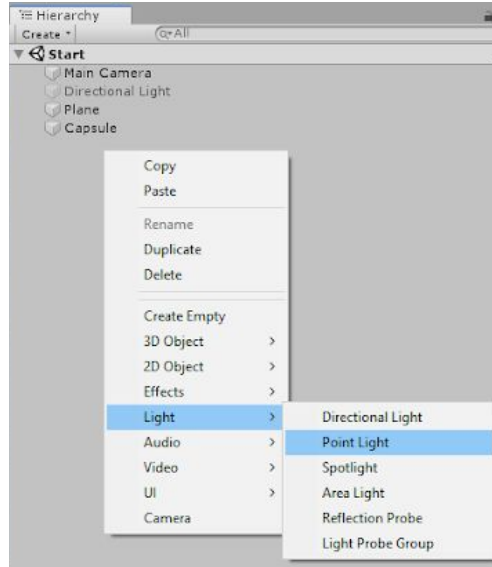 Hierarchy
Create
All
Start
Main Camera
Directional Light
Plane
Capsule
Copy
Paste
Rename
Duplicate
Delete
Create Empty
3D Object
2D Object
Effects
Light
Audio
Video
UI
Camera
Directional Light
Point Light
Spotlight
Area Light
Reflection Probe
Light Probe Group